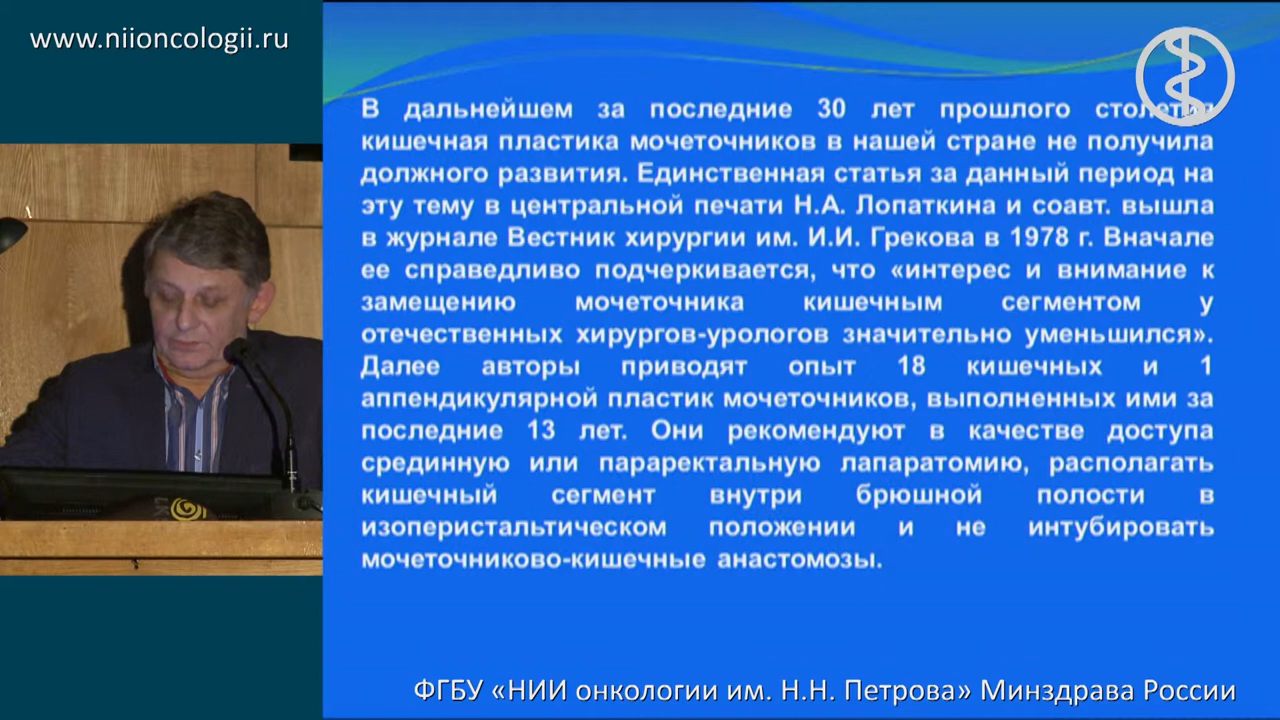 www.niioncologii.ru
В дальнейшем за последние 30 лет прошлого столетия
кишечная пластика мочеточников в нашей стране не получила
должного развития. Единственная статья за данный период на
эту тему в центральной печати Н.А. Лопаткина и соавт. вышла
в журнале Вестник хирургии им. И.И. Грекова в 1978 г. Вначале
ее справедливо подчеркивается, что «интерес и внимание к
замещению мочеточника кишечным сегментом у
отечественных хирургов-урологов значительно уменьшился».
Далее авторы приводят опыт 18 кишечных и 1
аппендикулярной пластик мочеточников, выполненных ими за
последние 13 лет. Они рекомендуют в качестве доступа
срединную или параректальную лапаратомию, располагать
кишечный сегмент внутри брюшной полости в
изоперистальтическом положении и не интубировать
мочеточниково-кишечные анастомозы.
ФГБУ «НИИ онкологии им. Н.Н. Петрова» Минздрава России